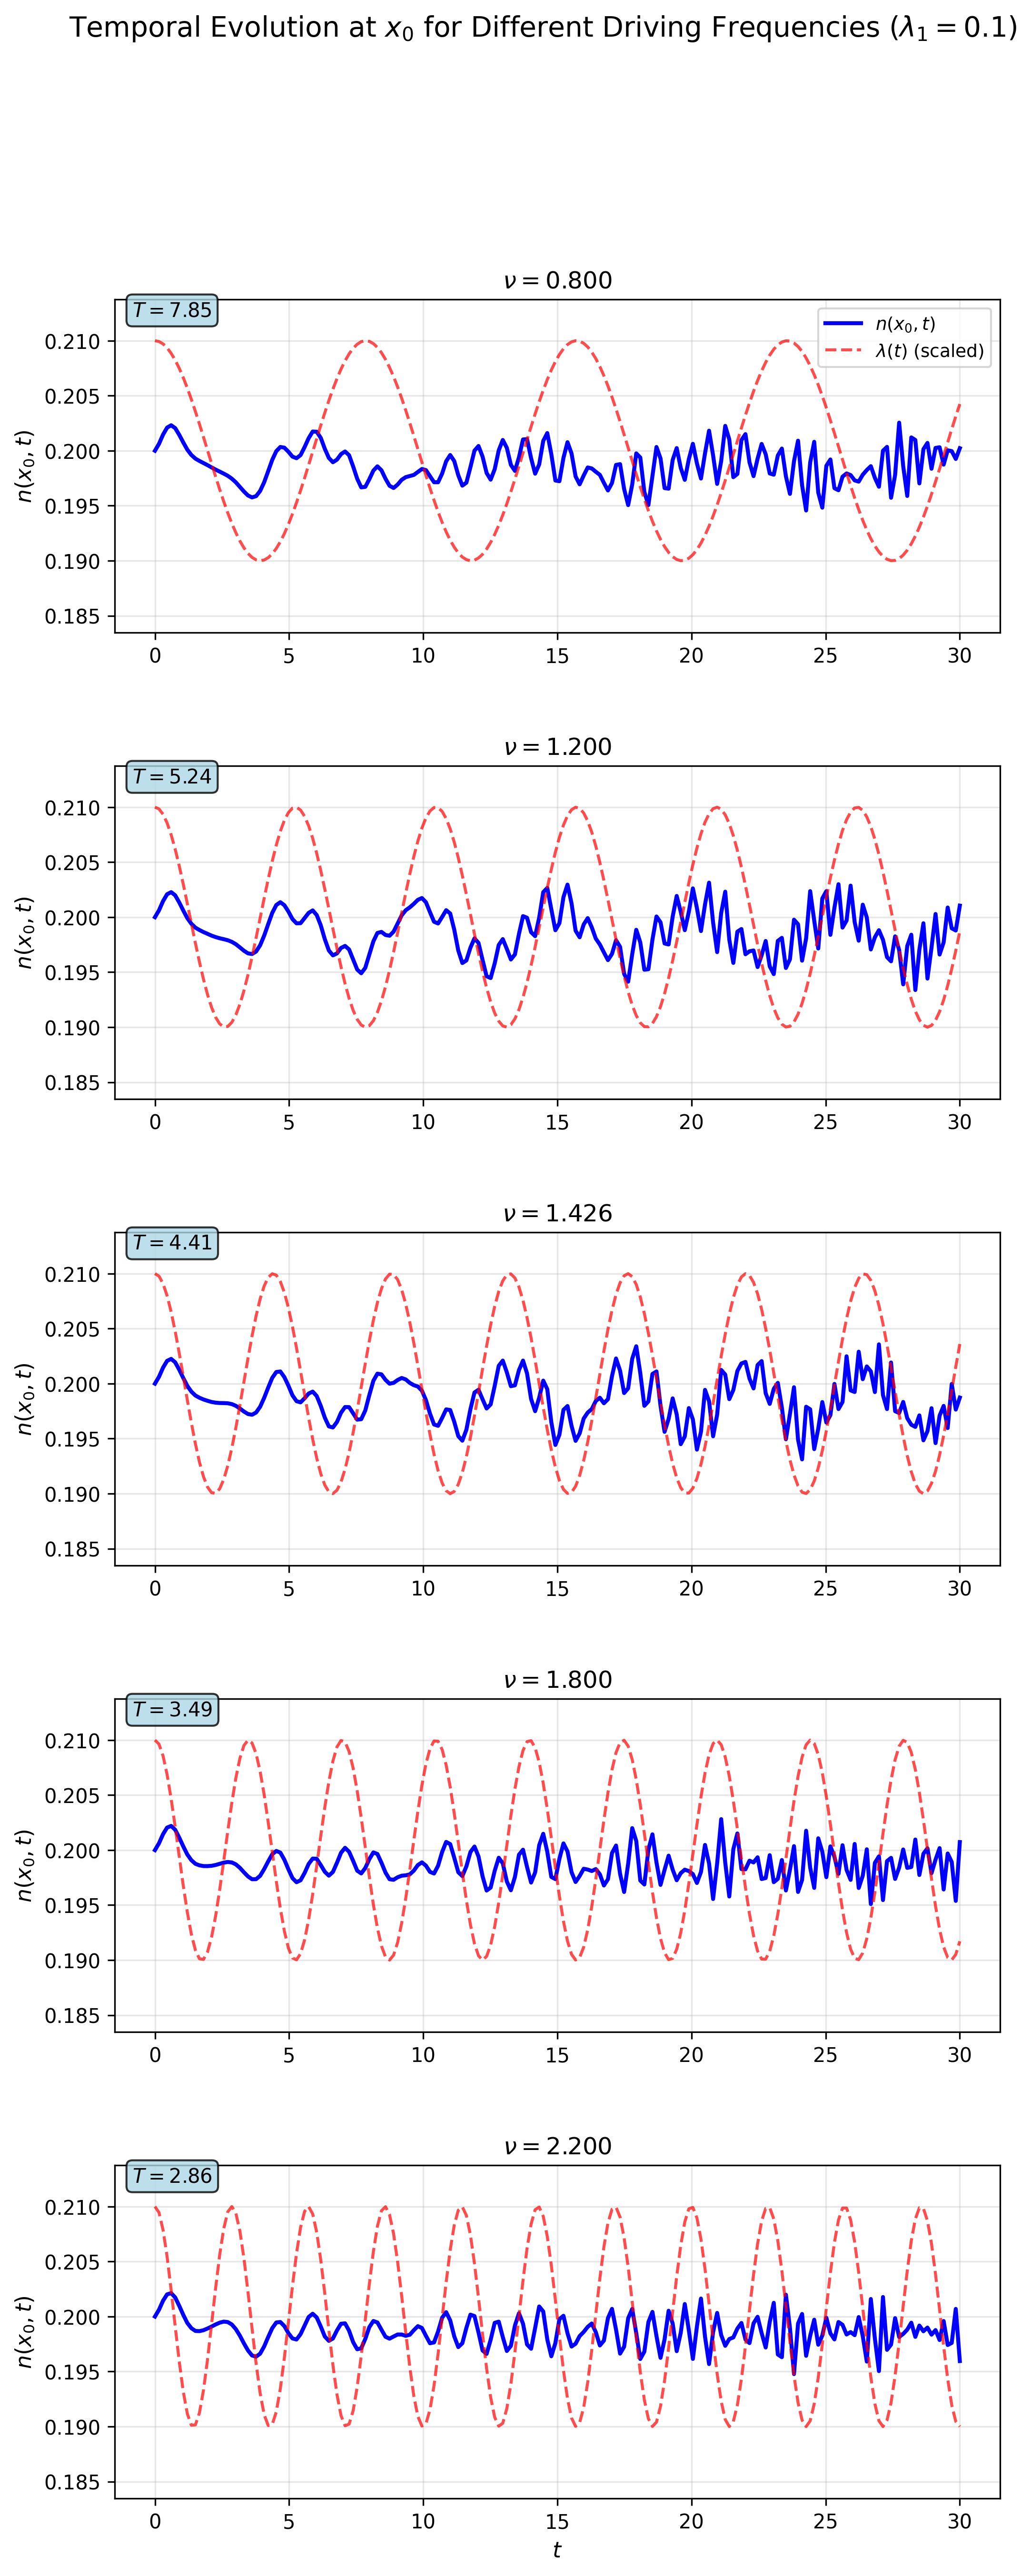 Temporal Evolution at x₀ for Different Driving Frequencies (λ₁ = 0.1)
ν = 0.800
T = 7.85
n(x₀, t)
λ(t) (scaled)
0.210
0.205
0.200
0.195
0.190
0.185
n(x₀, t)
0 5 10 15 20 25 30
ν = 1.200
T = 5.24
0.210
0.205
0.200
0.195
0.190
0.185
n(x₀, t)
0 5 10 15 20 25 30
ν = 1.426
T = 4.41
0.210
0.205
0.200
0.195
0.190
0.185
n(x₀, t)
0 5 10 15 20 25 30
ν = 1.800
T = 3.49
0.210
0.205
0.200
0.195
0.190
0.185
n(x₀, t)
0 5 10 15 20 25 30
ν = 2.200
T = 2.86
0.210
0.205
0.200
0.195
0.190
0.185
n(x₀, t)
0 5 10 15 20 25 30
t